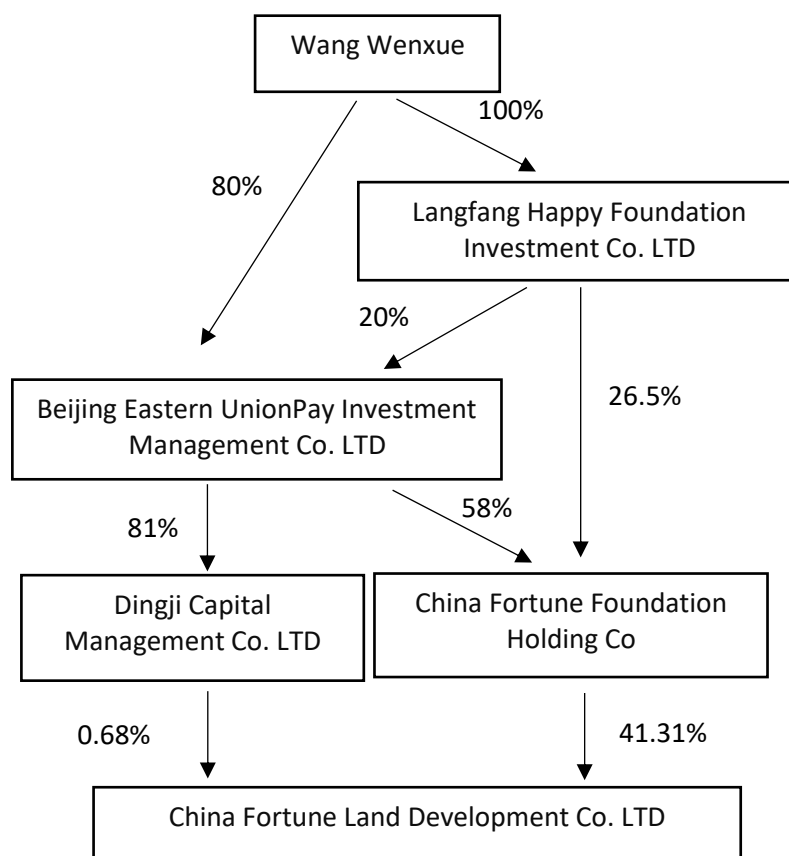 Wang Wenxue
100%
80%
Langfang Happy Foundation
Investment Co. LTD
20%
26.5%
Beijing Eastern UnionPay Investment
Management Co. LTD
58%
81%
Dingji Capital
Management Co. LTD
China Fortune Foundation
Holding Co
0.68%
41.31%
China Fortune Land Development Co. LTD